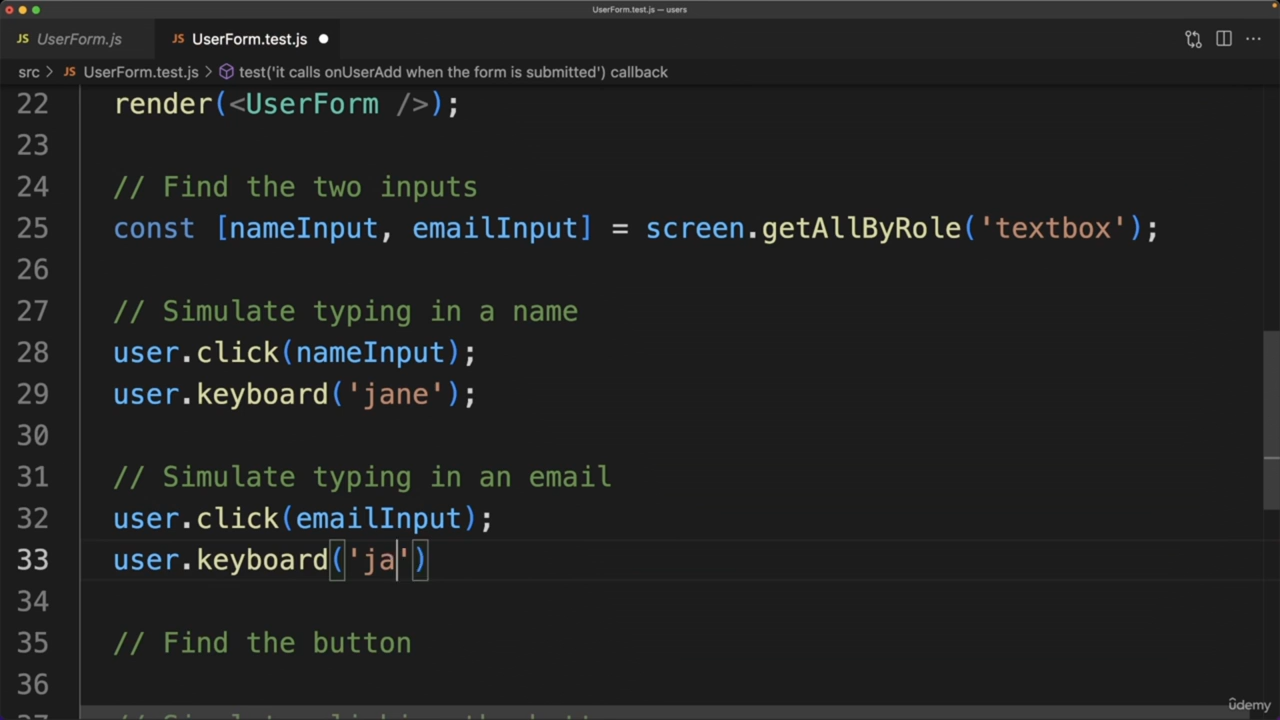 UserForm.test.js — users
JS UserForm.js
JS UserForm.test.js
src > JS UserForm.test.js > test('it calls onUserAdd when the form is submitted') callback
22 render(<UserForm />);
23
24 // Find the two inputs
25 const [nameInput, emailInput] = screen.getAllByRole('textbox');
26
27 // Simulate typing in a name
28 user.click(nameInput);
29 user.keyboard('jane');
30
31 // Simulate typing in an email
32 user.click(emailInput);
33 user.keyboard('ja')
34
35 // Find the button
36
ûdemy